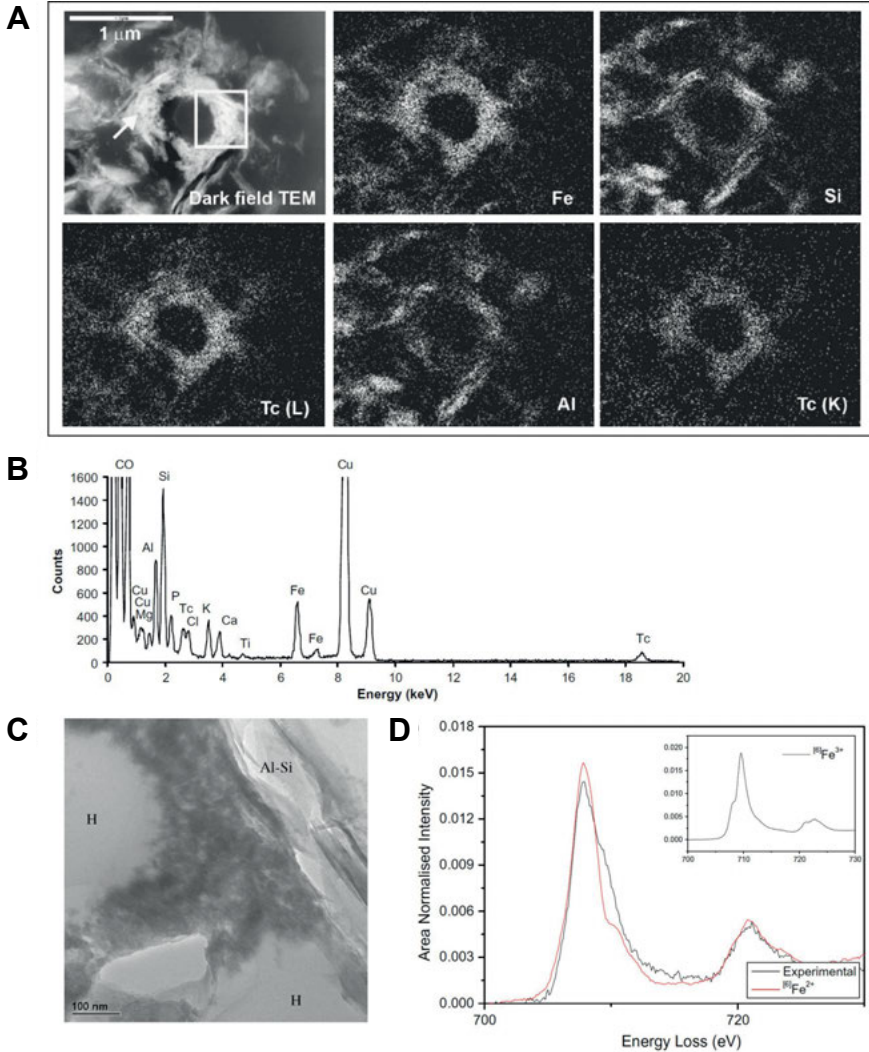 A
1 μm
Dark field TEM
Fe
Si
Tc (L)
Al
Tc (K)
B
Counts
1600
1400
1200
1000
800
600
400
200
0
CO
Cu
Cu
Mg
Al
Si
P
Tc
Cl
K
Ca
Ti
Fe
Fe
Cu
Cu
Tc
0 2 4 6 8 10 12 14 16 18 20
Energy (keV)
C
H
Al-Si
H
100 nm
D
Area Normalised Intensity
0.018
0.015
0.012
0.009
0.006
0.003
0.000
0.020
0.015
0.010
0.005
0.000
[6]Fe3+
700 710 720 730
Experimental
[6]Fe2+
700 720
Energy Loss (eV)